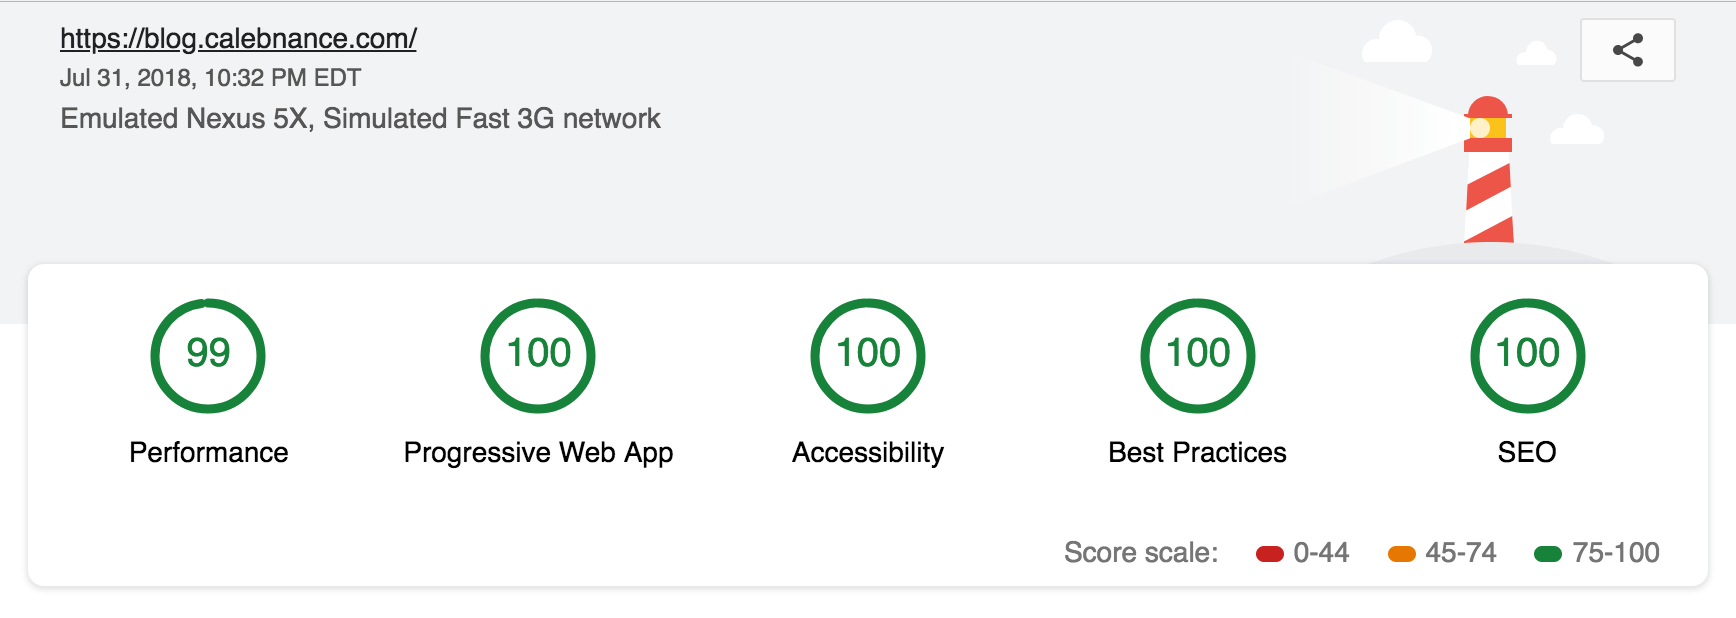 https://blog.calebnance.com/
Jul 31, 2018, 10:32 PM EDT
Emulated Nexus 5X, Simulated Fast 3G network
99 100 100 100 100
Performance Progressive Web App Accessibility Best Practices SEO
Score scale: 0-44 45-74 75-100